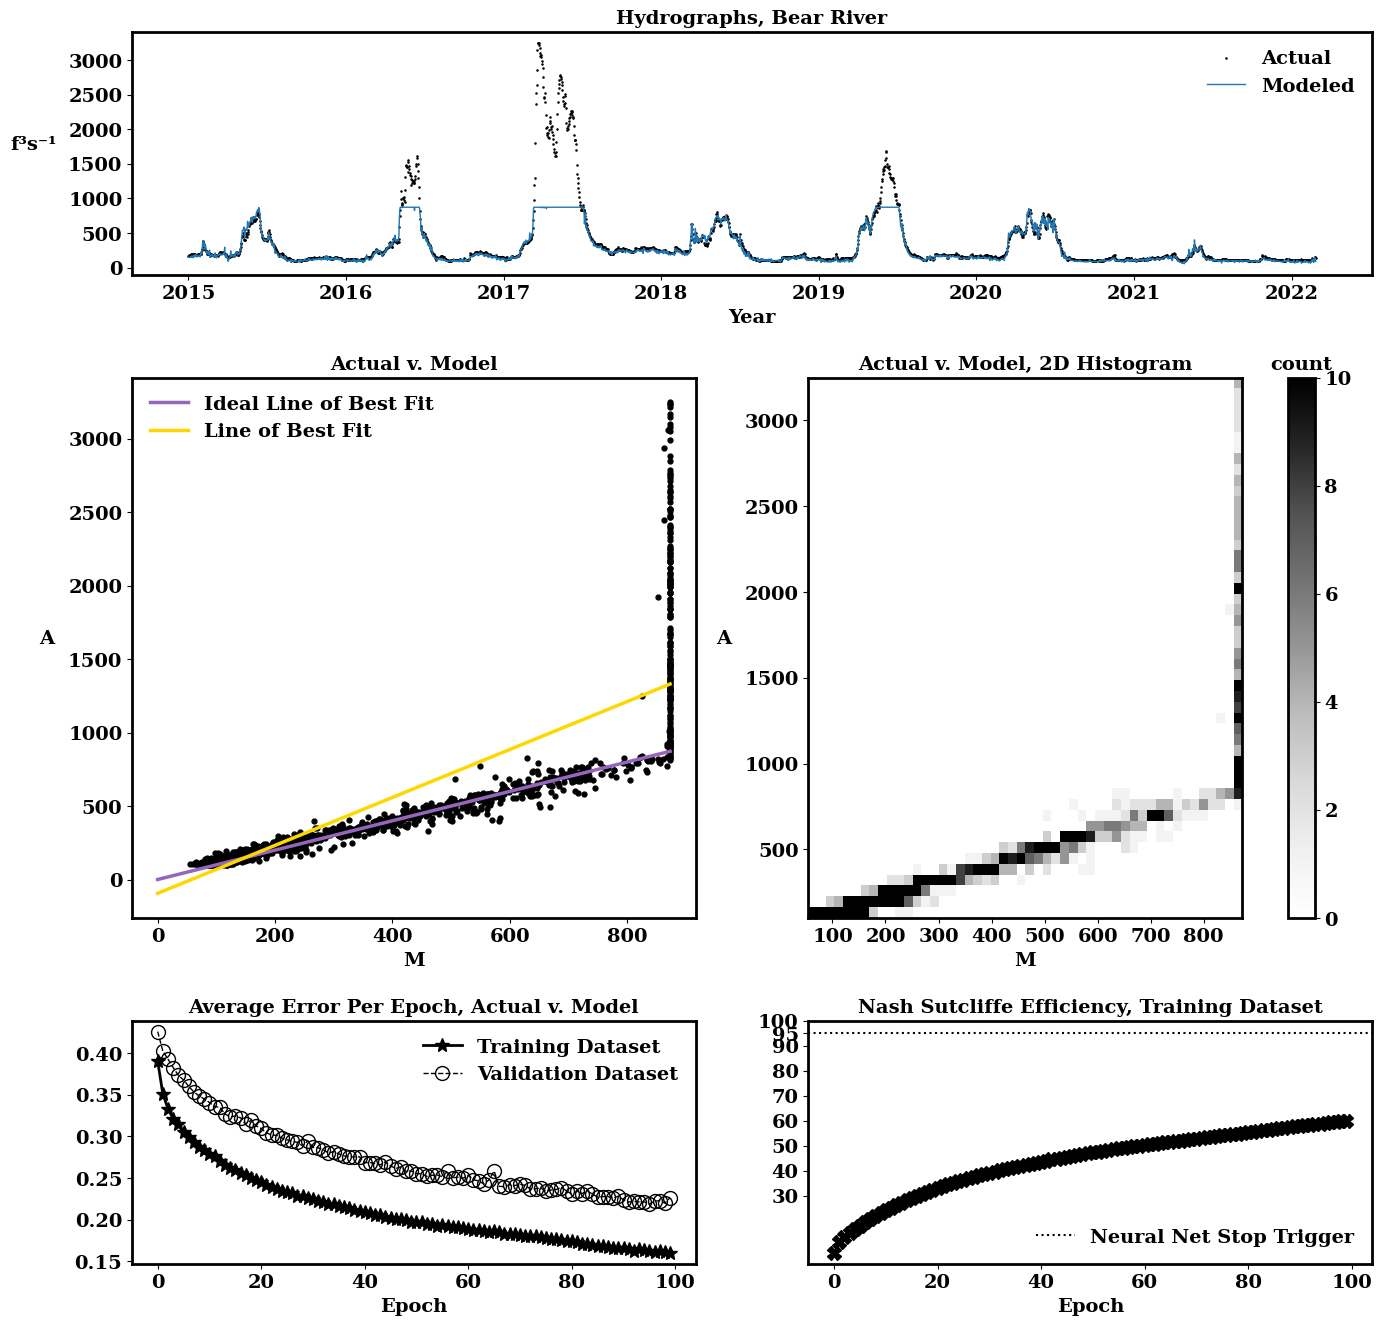 Hydrographs, Bear River
3000
2500
2000
1500
1000
500
0
f³s⁻¹
Actual
Modeled
2015 2016 2017 2018 2019 2020 2021 2022
Year
Actual v. Model
Ideal Line of Best Fit
Line of Best Fit
3000
2500
2000
1500
1000
500
0
A
0 200 400 600 800
M
Actual v. Model, 2D Histogram
3000
2500
2000
1500
1000
500
A
100 200 300 400 500 600 700 800
M
count
10
8
6
4
2
0
Average Error Per Epoch, Actual v. Model
Training Dataset
Validation Dataset
0.40
0.35
0.30
0.25
0.20
0.15
0 20 40 60 80 100
Epoch
Nash Sutcliffe Efficiency, Training Dataset
100
95
90
80
70
60
50
40
30
Neural Net Stop Trigger
0 20 40 60 80 100
Epoch